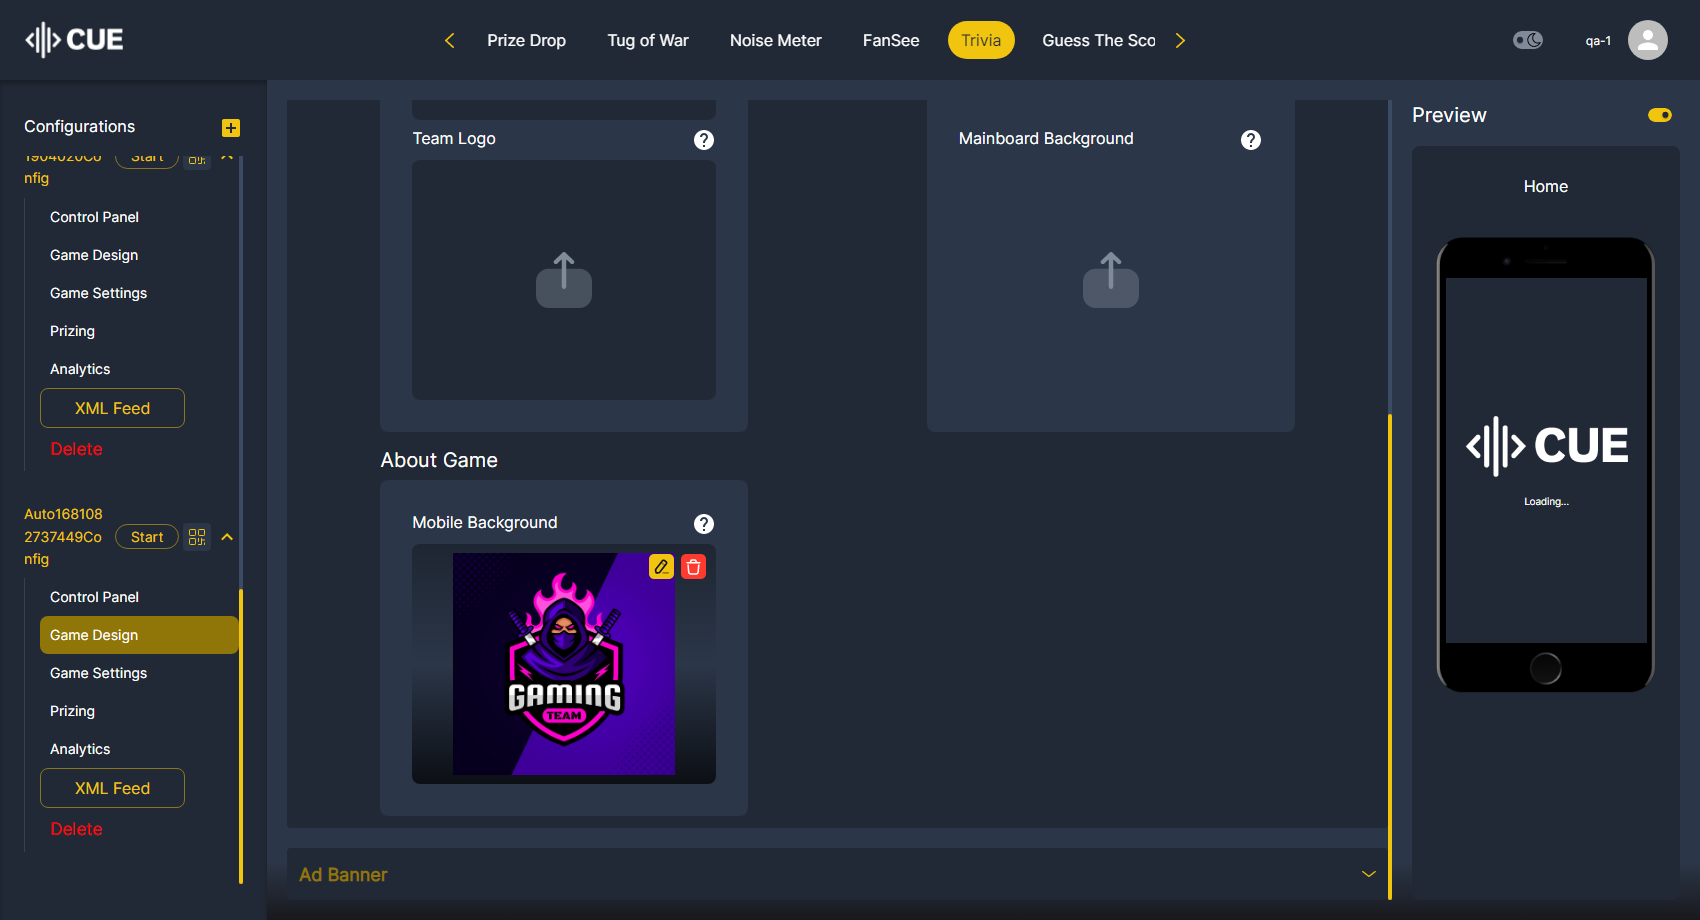 CUE
Prize Drop
Tug of War
Noise Meter
FanSee
Trivia
Guess The Sco
qa-1
Configurations
1904020Co
nfig
Start
Control Panel
Game Design
Game Settings
Prizing
Analytics
XML Feed
Delete
Auto168108
2737449Co
nfig
Start
Control Panel
Game Design
Game Settings
Prizing
Analytics
XML Feed
Delete
Team Logo
?
Mainboard Background
?
About Game
Mobile Background
?
GAMING
TEAM
Ad Banner
Preview
Home
CUE
Loading...